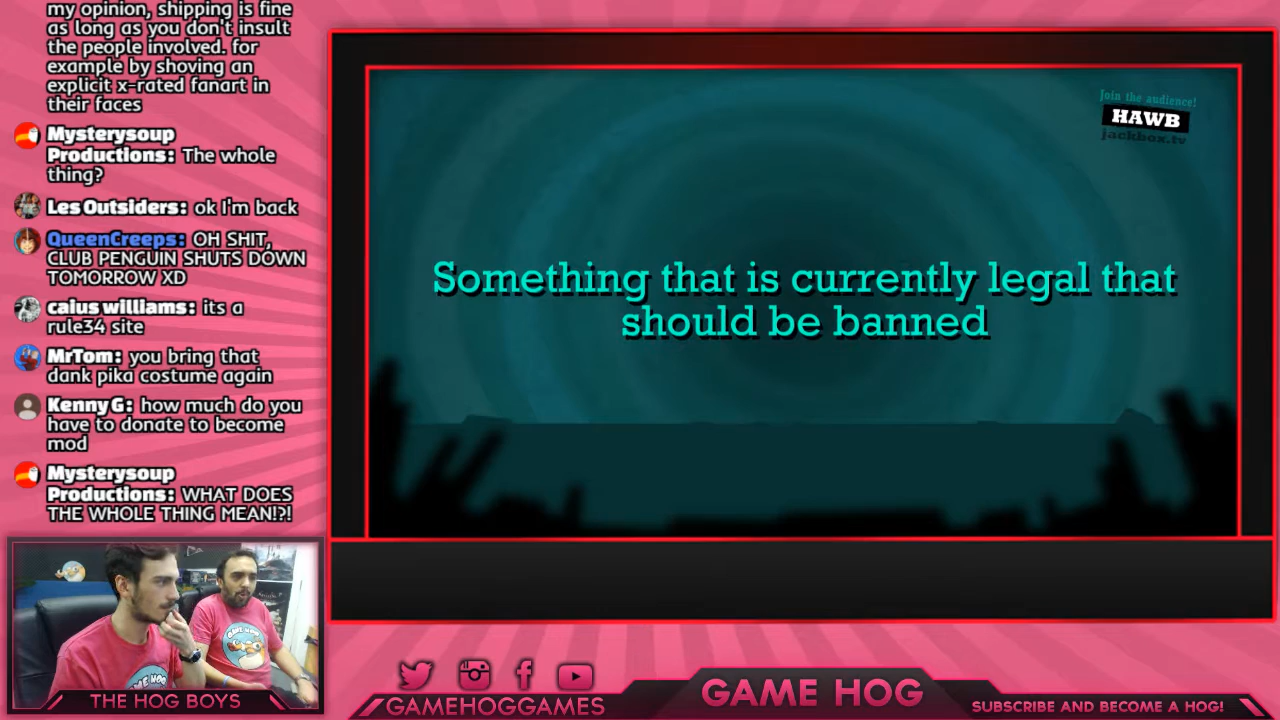 my opinion, shipping is fine
as long as you don't insult
the people involved. for
example by shoving an
explicit x-rated fanart in
their faces
Mysterysoup
Productions: The whole
thing?
Les Outsiders: ok I'm back
QueenCreeps: OH SHIT,
CLUB PENGUIN SHUTS DOWN
TOMORROW XD
caius williams: its a
rule34 site
MrTom: you bring that
dank pika costume again
Kenny G: how much do you
have to donate to become
mod
Mysterysoup
Productions: WHAT DOES
THE WHOLE THING MEAN!?!
Join the audience!
HAWB
jackbox.tv
Something that is currently legal that
should be banned
THE HOG BOYS
GAMEHOGGAMES
GAME HOG
SUBSCRIBE AND BECOME A HOG!